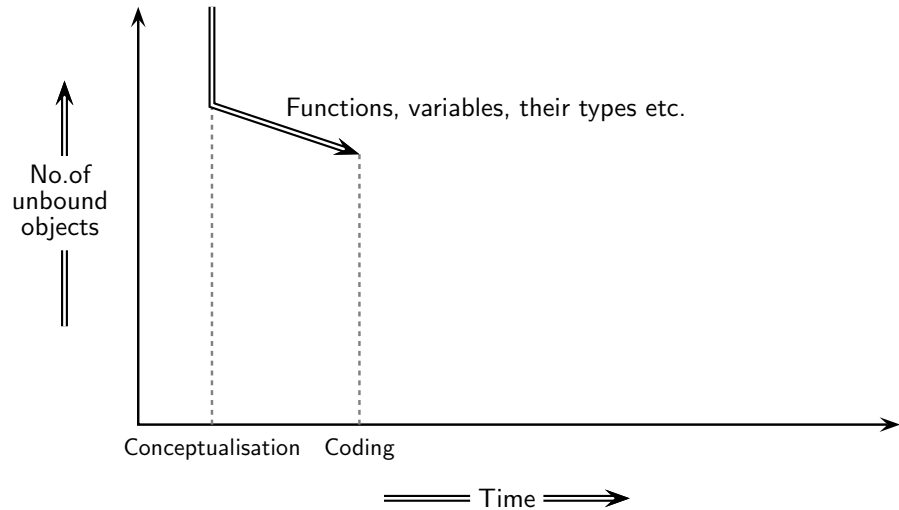 Functions, variables, their types etc.
No.of
unbound
objects
Conceptualisation
Coding
Time